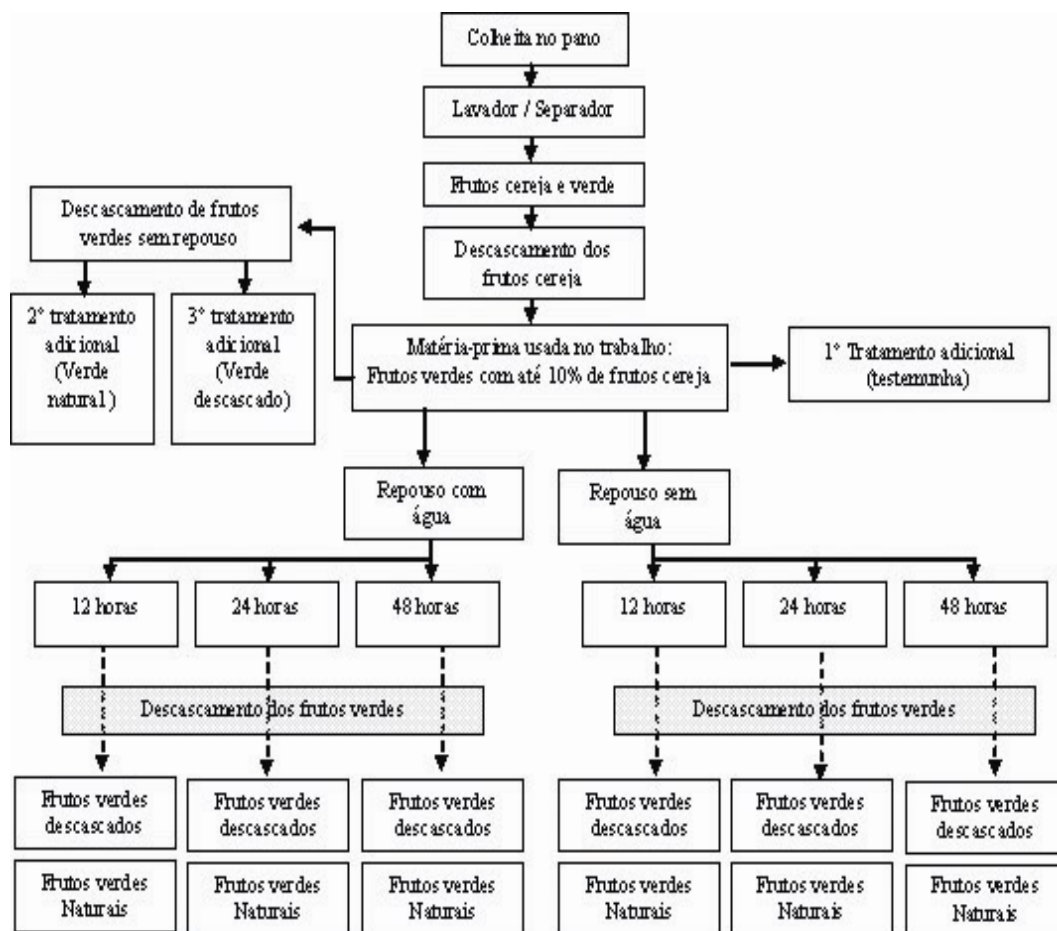 Colheita no pano
Lavador / Separador
Frutos cereja e verde
Descascamento de frutos
verdes sem repouso
Descascamento dos
frutos cereja
2° tratamento
adicional
(Verde
natural)
3° tratamento
adicional
(Verde
descascado)
Matéria-prima usada no trabalho:
Frutos verdes com até 10% de frutos cereja
1° Tratamento adicional
(testemunha)
Repouso com
água
Repouso sem
água
12 horas
24 horas
48 horas
12 horas
24 horas
48 horas
Descascamento dos frutos verdes
Descascamento dos frutos verdes
Frutos verdes
descascados
Frutos verdes
descascados
Frutos verdes
descascados
Frutos verdes
descascados
Frutos verdes
descascados
Frutos verdes
descascados
Frutos verdes
Naturais
Frutos verdes
Naturais
Frutos verdes
Naturais
Frutos verdes
Naturais
Frutos verdes
Naturais
Frutos verdes
Naturais